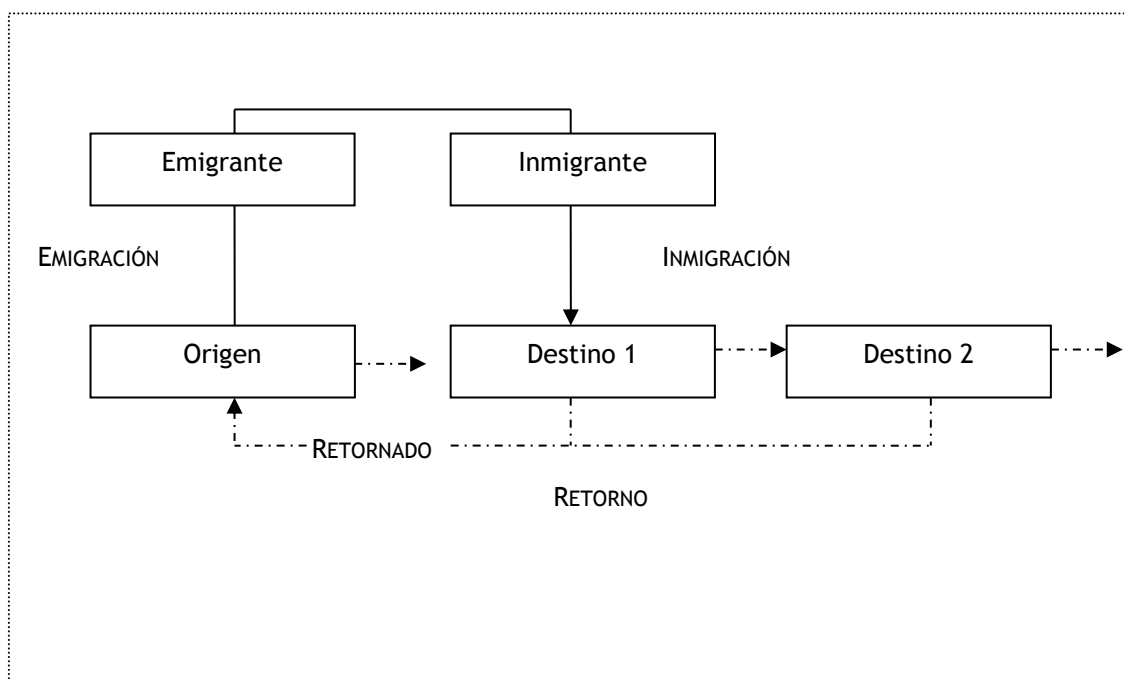 Emigrante
Inmigrante
EMIGRACIÓN
INMIGRACIÓN
Origen
Destino 1
Destino 2
RETORNADO
RETORNO